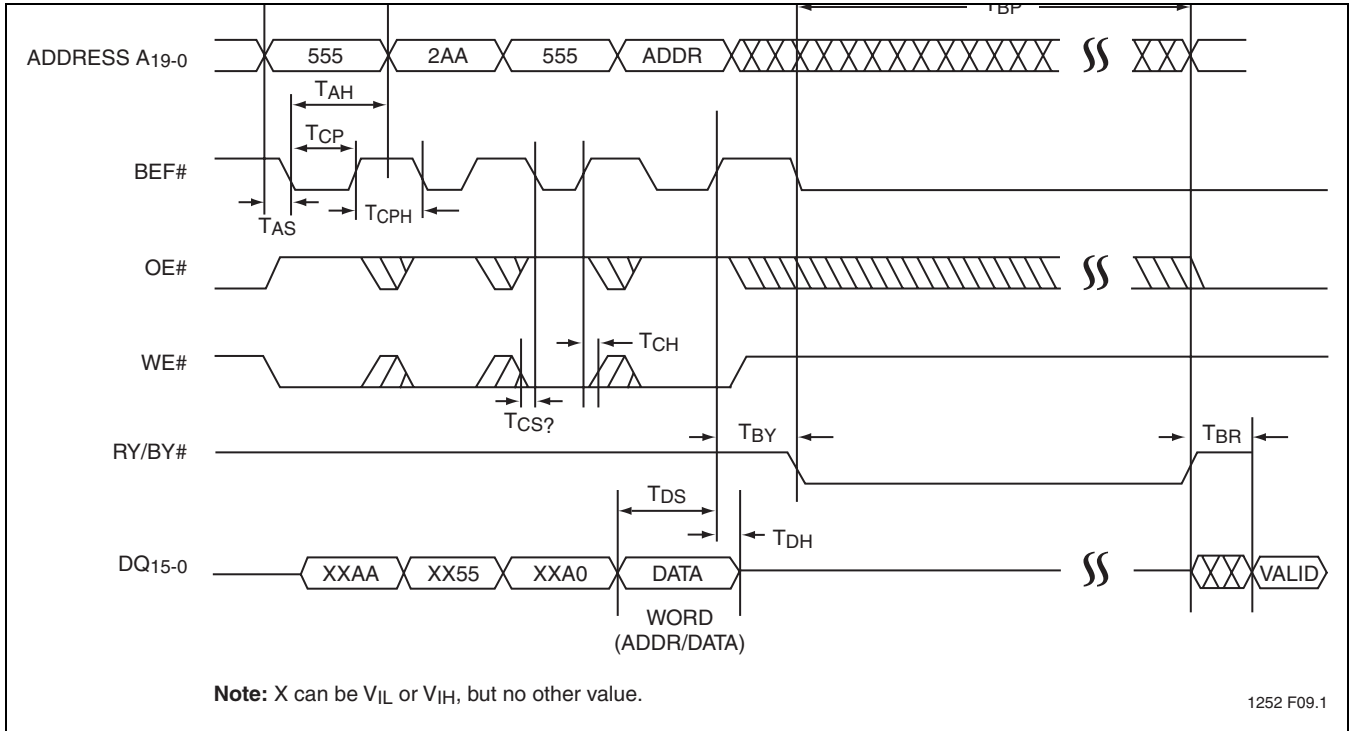 TBP
ADDRESS A19-0
555
2AA
555
ADDR
TAH
TCP
BEF#
TAS
TCPH
OE#
WE#
TCH
TCS?
RY/BY#
TBY
TBR
TDS
TDH
DQ15-0
XXAA
XX55
XXA0
DATA
VALID
WORD
(ADDR/DATA)
Note: X can be VIL or VIH, but no other value.
1252 F09.1